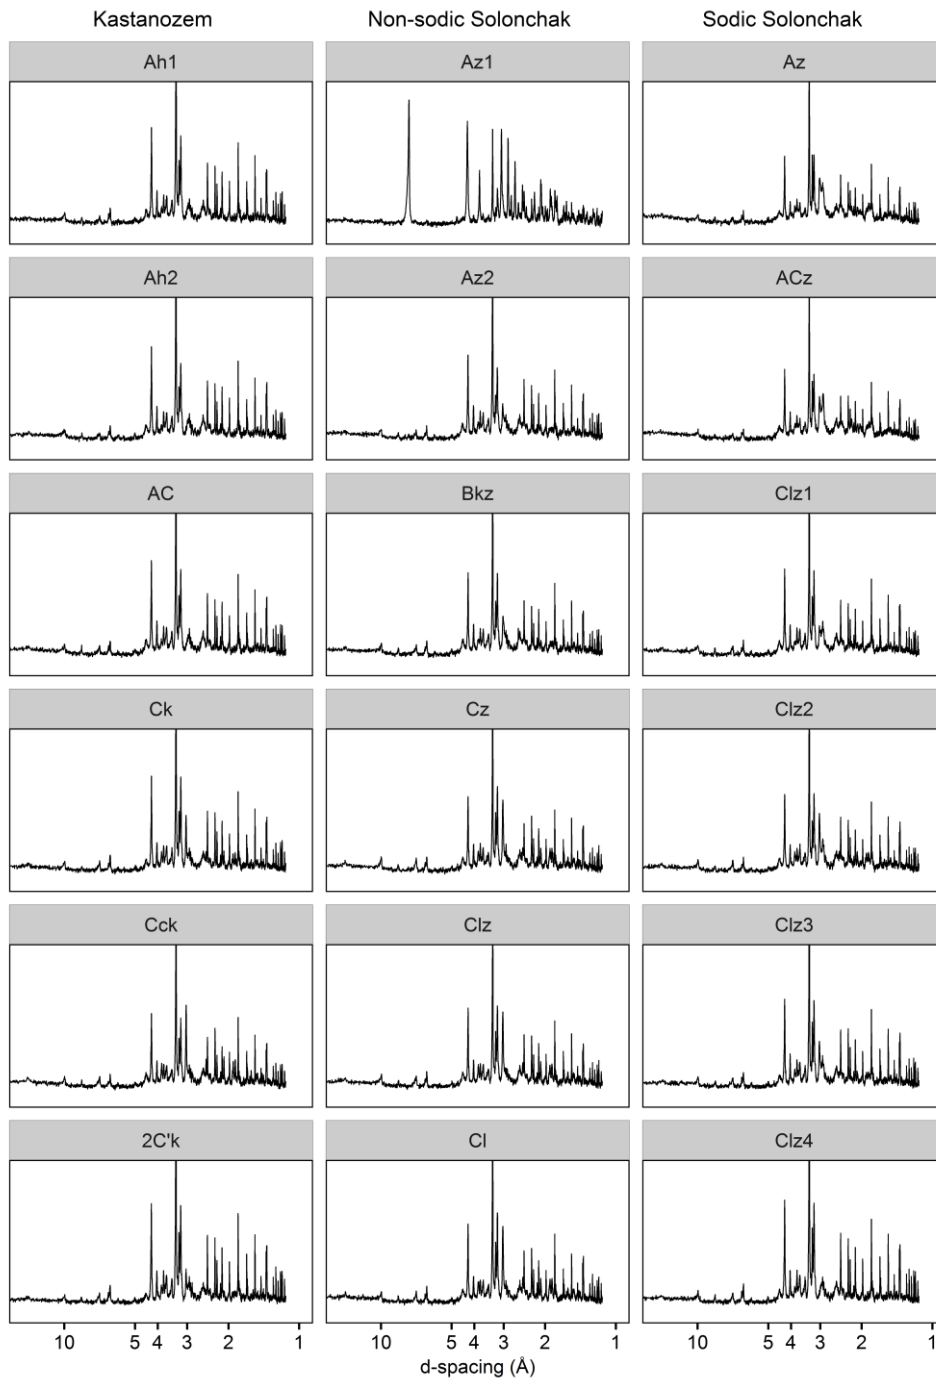 Kastanozem Non-sodic Solonchak Sodic Solonchak
Ah1 Az1 Az
Ah2 Az2 ACz
AC Bkz Clz1
Ck Cz Clz2
Cck Clz Clz3
2C'k Cl Clz4
10 5 4 3 2 1 10 5 4 3 2 1 10 5 4 3 2 1
d-spacing (Å)